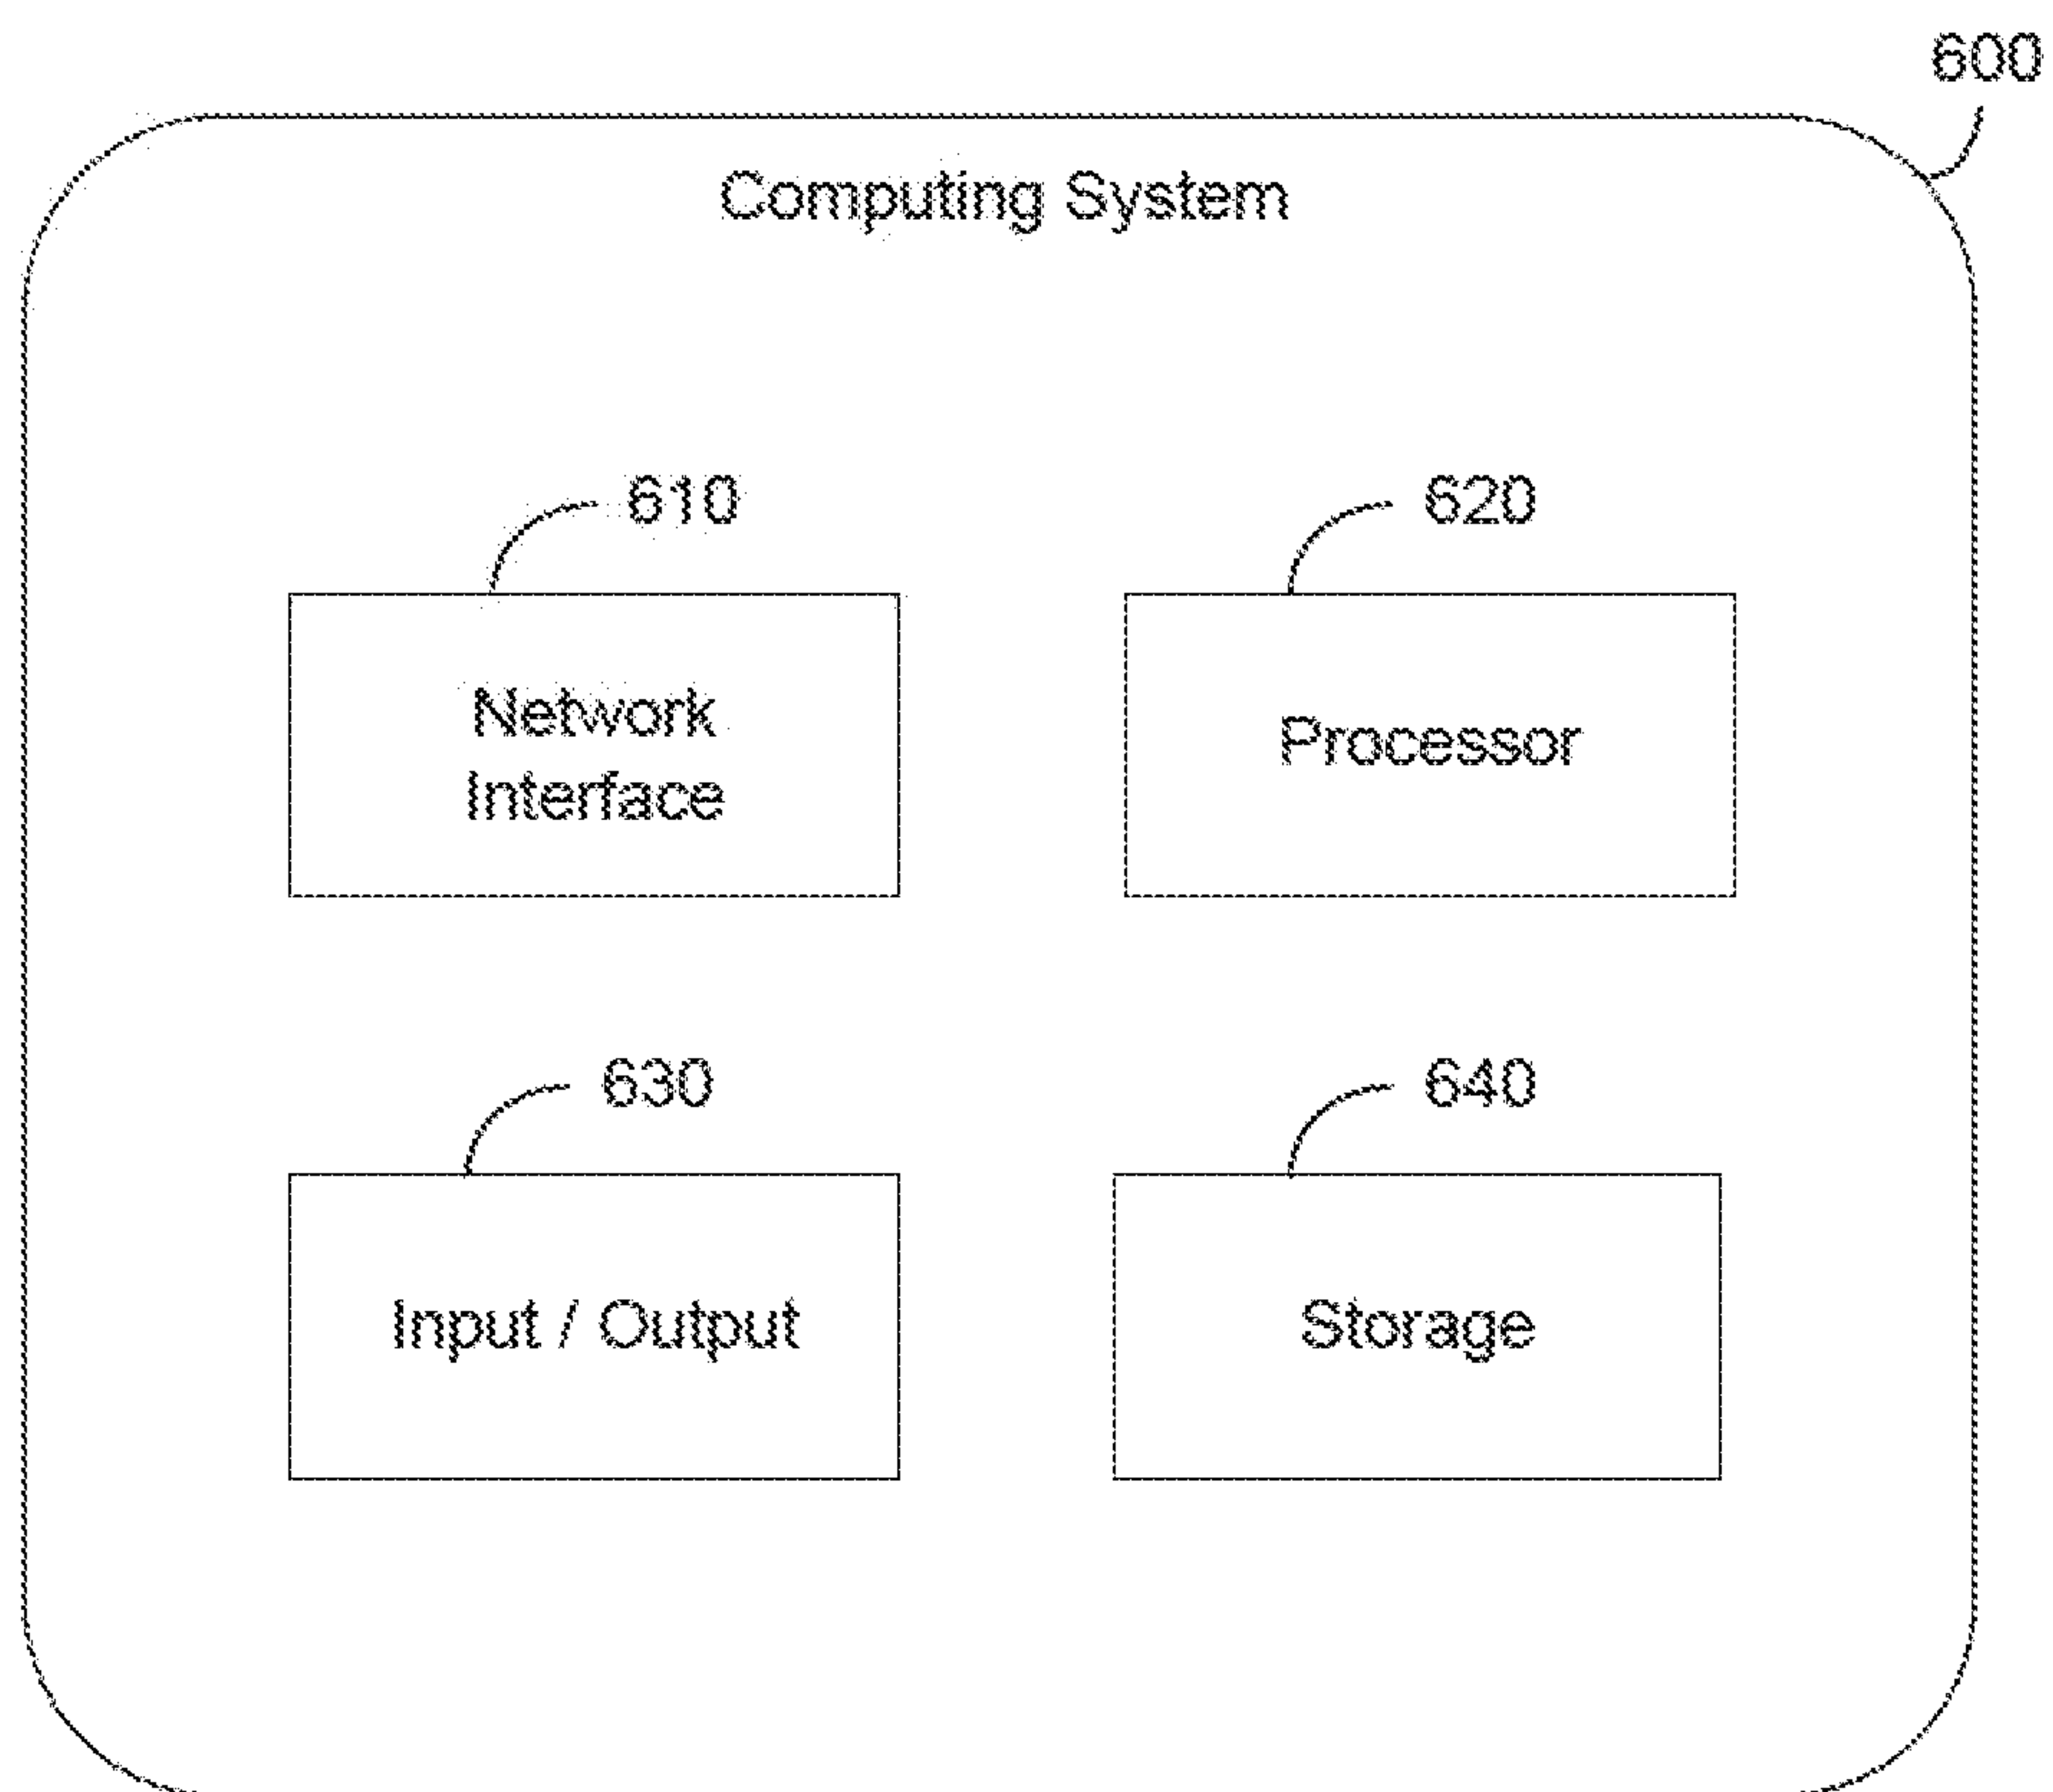 600
Computing System
610
620
Network
Interface
Processor
630
640
Input / Output
Storage